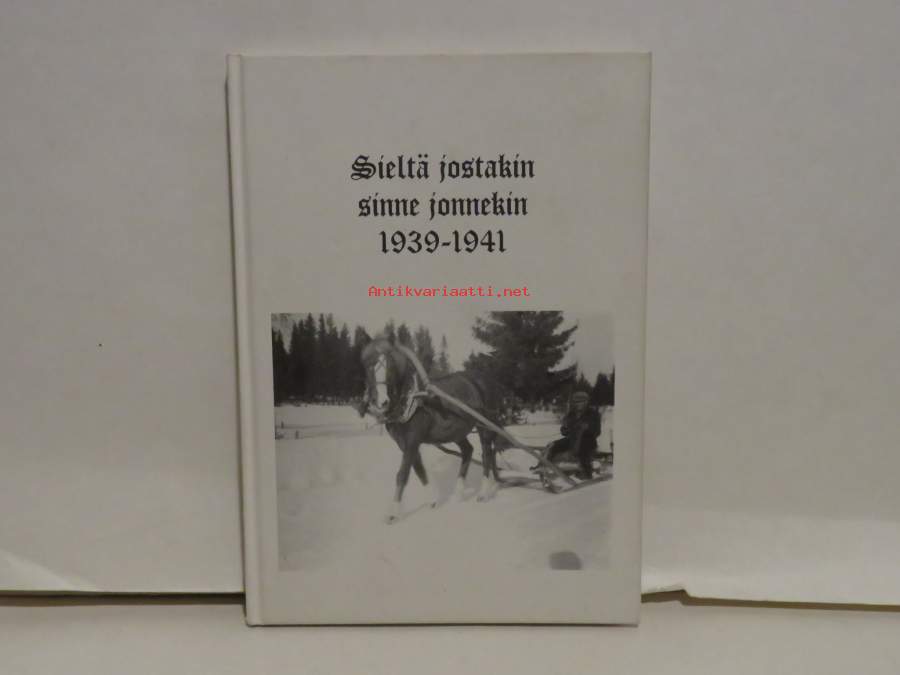 Sieltä jostakin
sinne jonnekin
1939-1941
Antikvariaatti.net